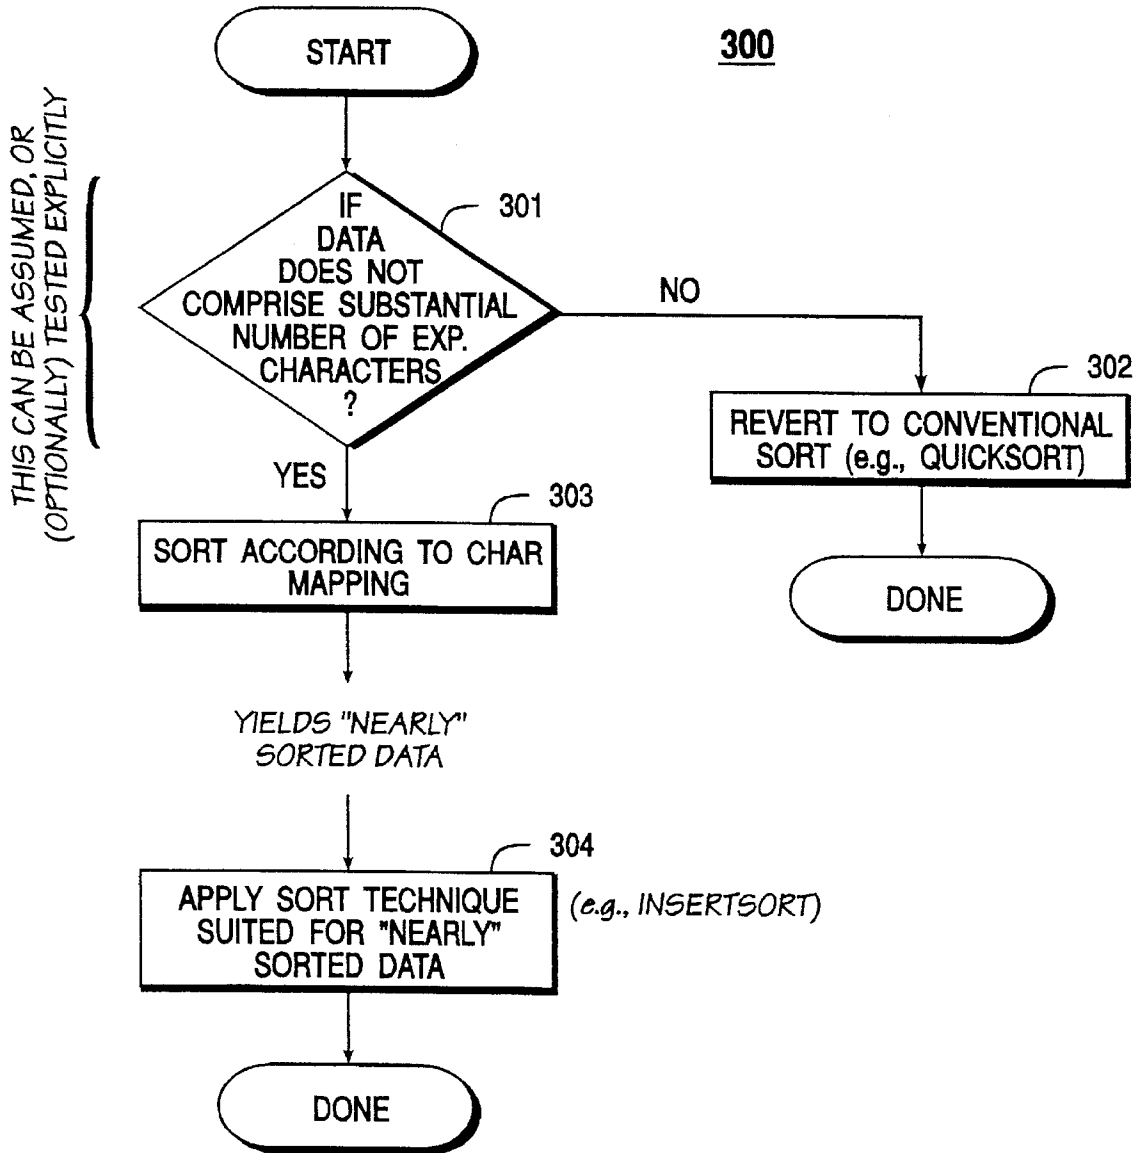 START
300
THIS CAN BE ASSUMED, OR
(OPTIONALLY) TESTED EXPLICITLY
301
IF
DATA
DOES NOT
COMPRISE SUBSTANTIAL
NUMBER OF EXP.
CHARACTERS
?
NO
302
REVERT TO CONVENTIONAL
SORT (e.g., QUICKSORT)
DONE
YES
303
SORT ACCORDING TO CHAR
MAPPING
YIELDS "NEARLY"
SORTED DATA
304
APPLY SORT TECHNIQUE
SUITED FOR "NEARLY"
SORTED DATA
(e.g., INSERTSORT)
DONE